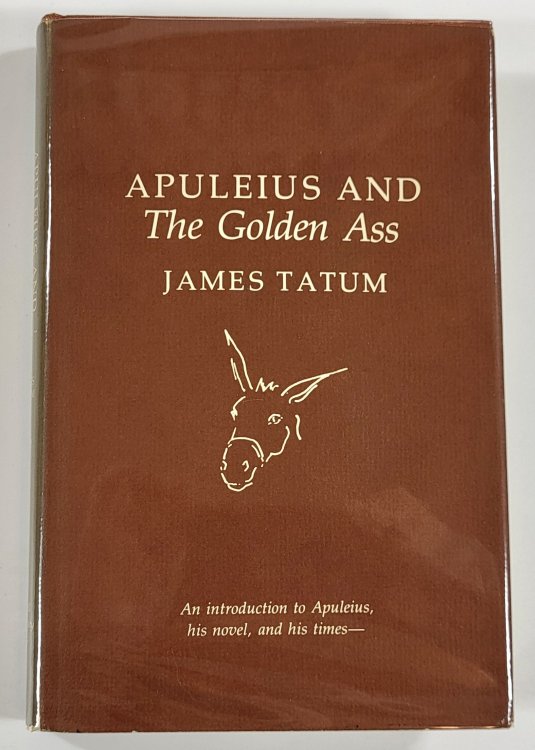 APULEIUS AND
The Golden Ass
JAMES TATUM
An introduction to Apuleius,
his novel, and his times—